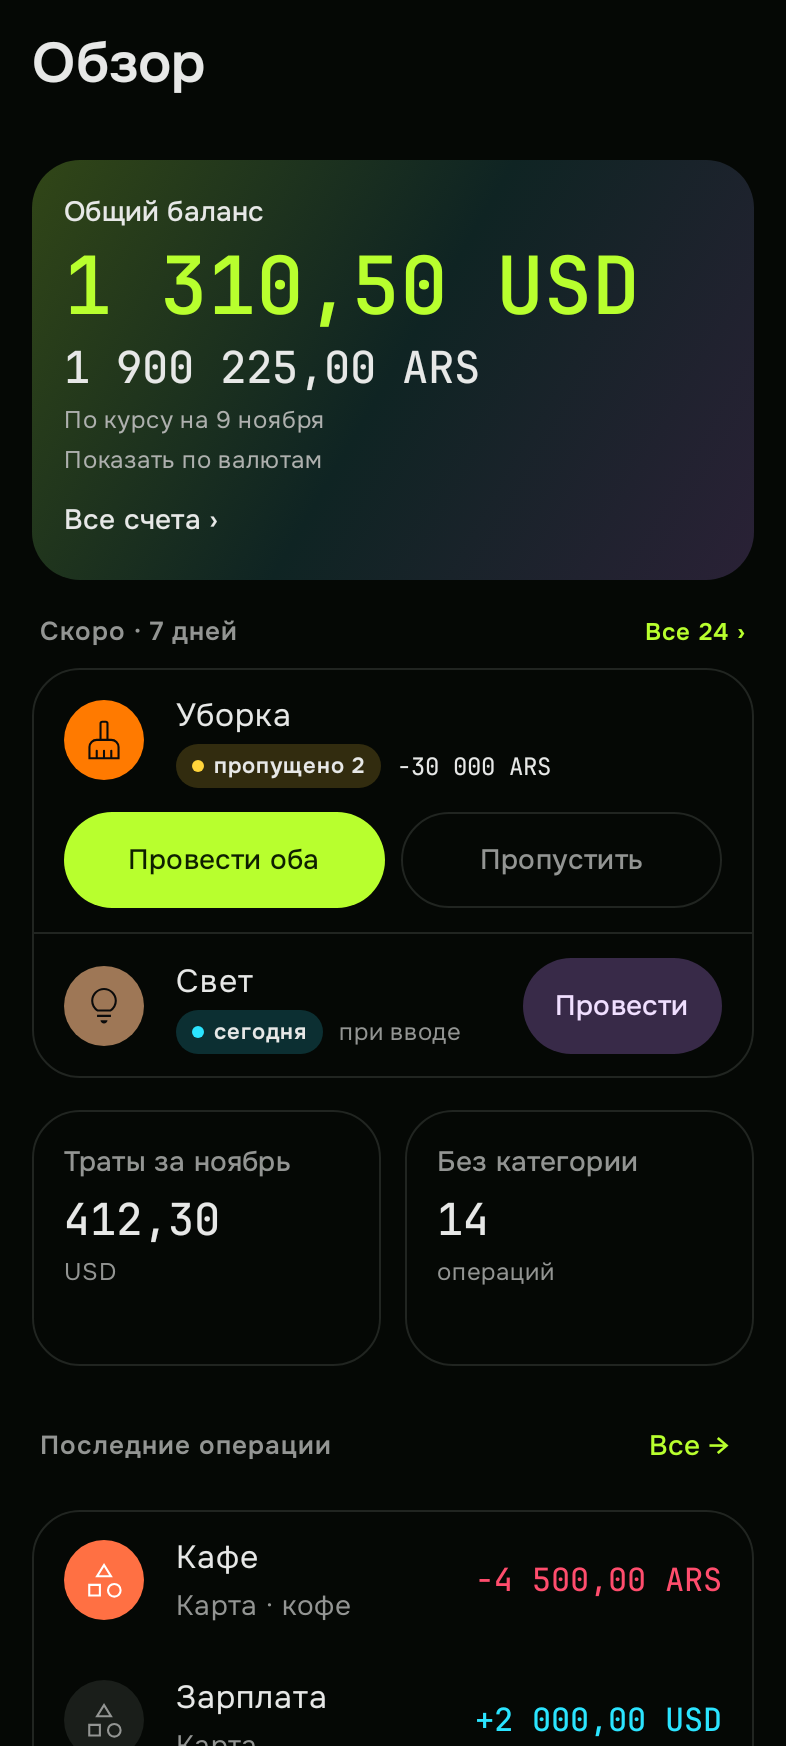 Обзор
Общий баланс
1 310,50 USD
1 900 225,00 ARS
По курсу на 9 ноября
Показать по валютам
Все счета ›
Скоро · 7 дней
Все 24 ›
Уборка
пропущено 2 -30 000 ARS
Провести оба
Пропустить
Свет
сегодня при вводе
Провести
Траты за ноябрь
412,30
USD
Без категории
14
операций
Последние операции
Все →
Кафе
Карта · кофе
-4 500,00 ARS
Зарплата
+2 000,00 USD
Карта